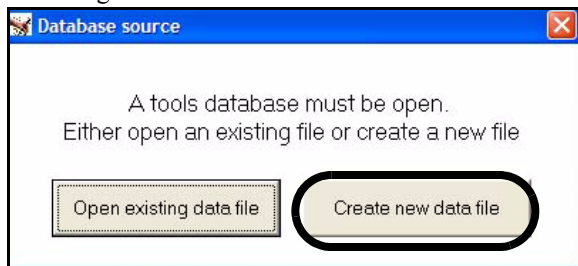 Database source
A tools database must be open.
Either open an existing file or create a new file
Open existing data file
Create new data file